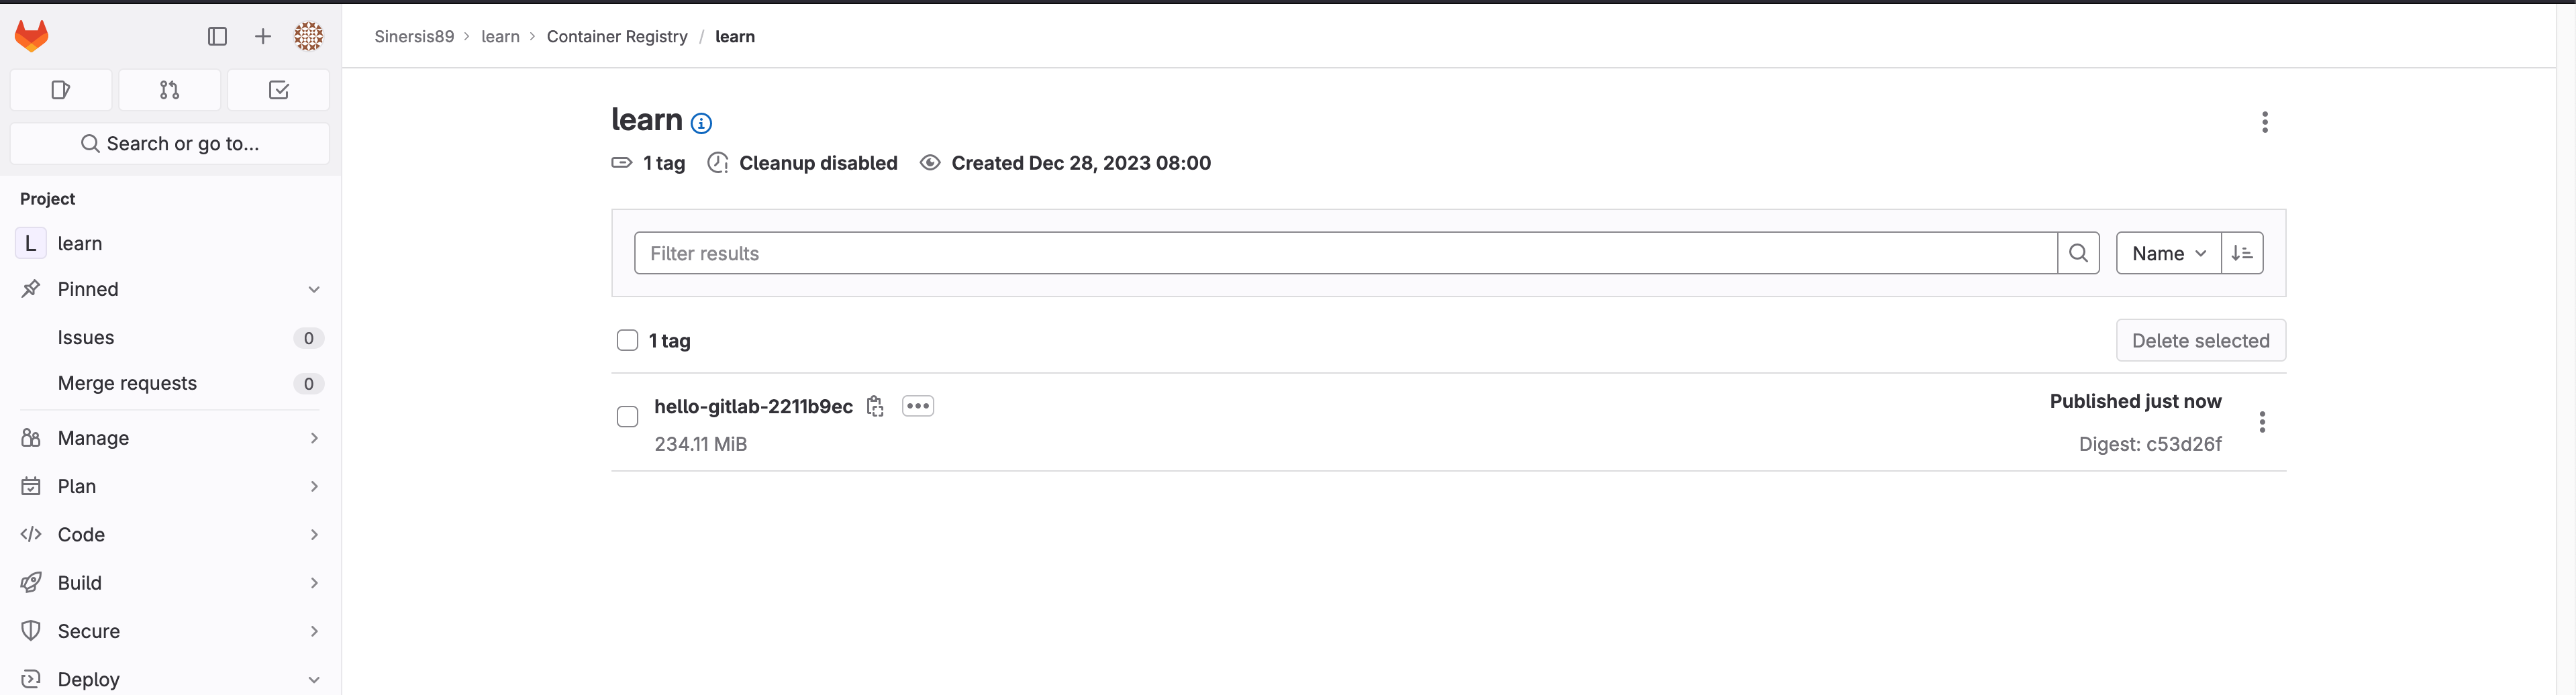 Sinersis89 > learn > Container Registry / learn
Search or go to...
Project
L learn
Pinned
Issues 0
Merge requests 0
Manage
Plan
Code
Build
Secure
Deploy
learn
1 tag Cleanup disabled Created Dec 28, 2023 08:00
Filter results
Name
1 tag
Delete selected
hello-gitlab-2211b9ec
Published just now
234.11 MiB
Digest: c53d26f